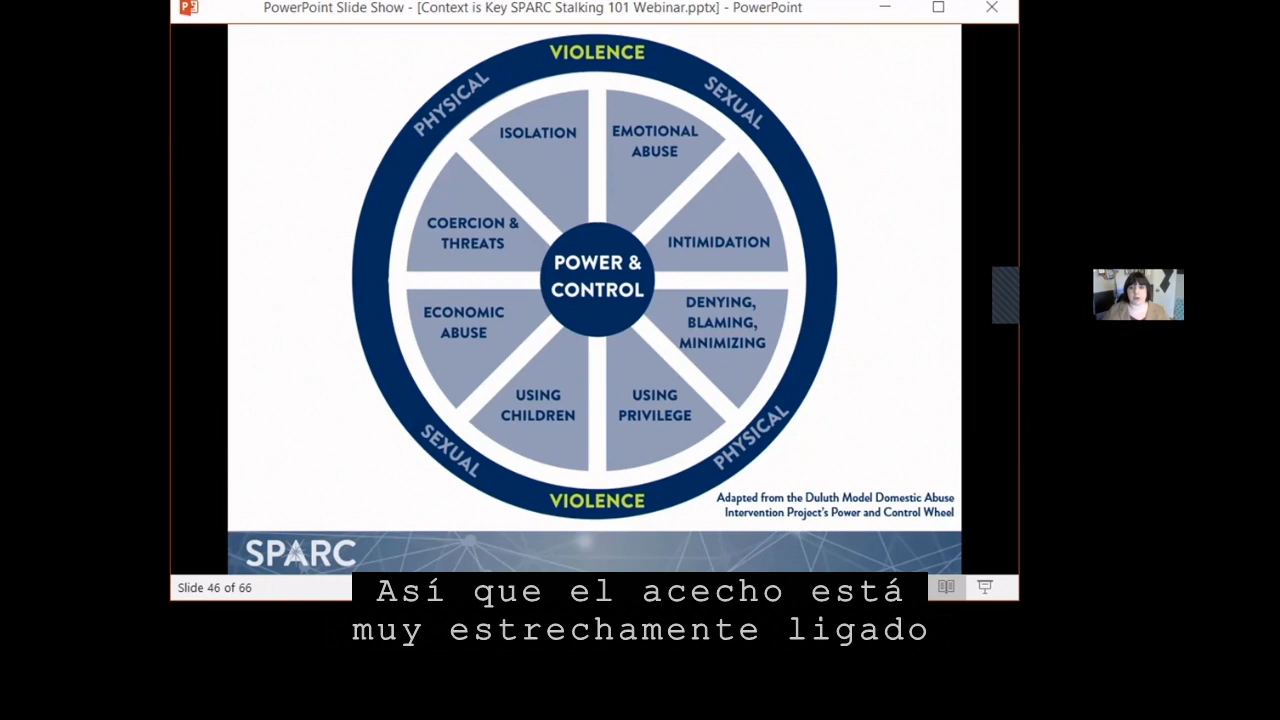 PowerPoint Slide Show - [Context is Key SPARC Stalking 101 Webinar.pptx] - PowerPoint
VIOLENCE
PHYSICAL
SEXUAL
ISOLATION
EMOTIONAL
ABUSE
COERCION &
THREATS
INTIMIDATION
POWER &
CONTROL
ECONOMIC
ABUSE
DENYING,
BLAMING,
MINIMIZING
USING
CHILDREN
USING
PRIVILEGE
SEXUAL
PHYSICAL
VIOLENCE
Adapted from the Duluth Model Domestic Abuse
Intervention Project's Power and Control Wheel
SPARC
Slide 46 of 66
Así que el acecho está
muy estrechamente ligado